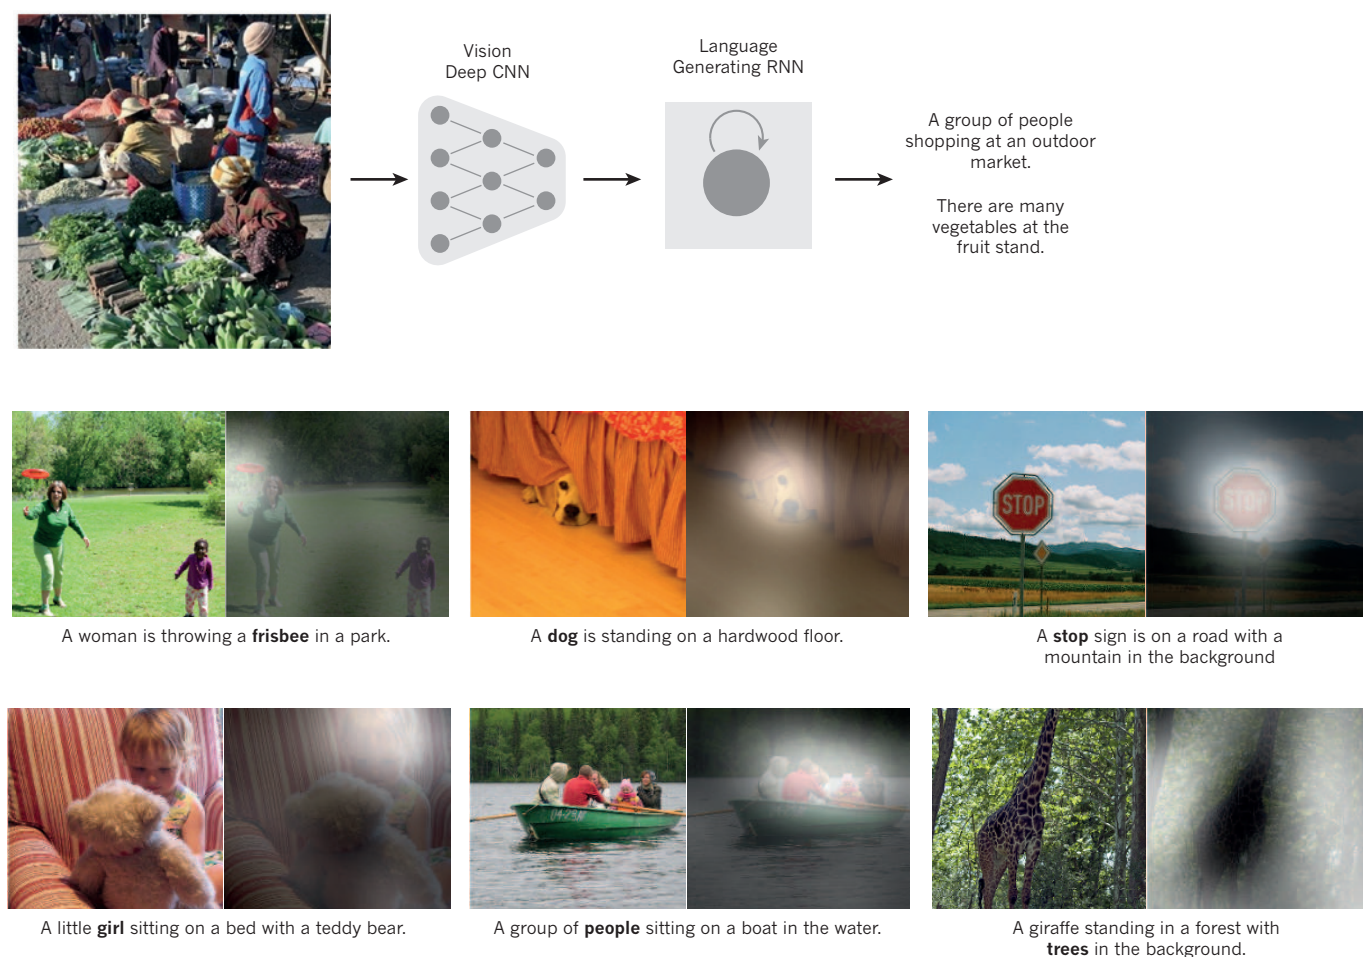 Vision
Deep CNN
Language
Generating RNN
A group of people
shopping at an outdoor
market.
There are many
vegetables at the
fruit stand.
STOP
STOP
A woman is throwing a frisbee in a park.
A dog is standing on a hardwood floor.
A stop sign is on a road with a
mountain in the background
A little girl sitting on a bed with a teddy bear.
A group of people sitting on a boat in the water.
A giraffe standing in a forest with
trees in the background.